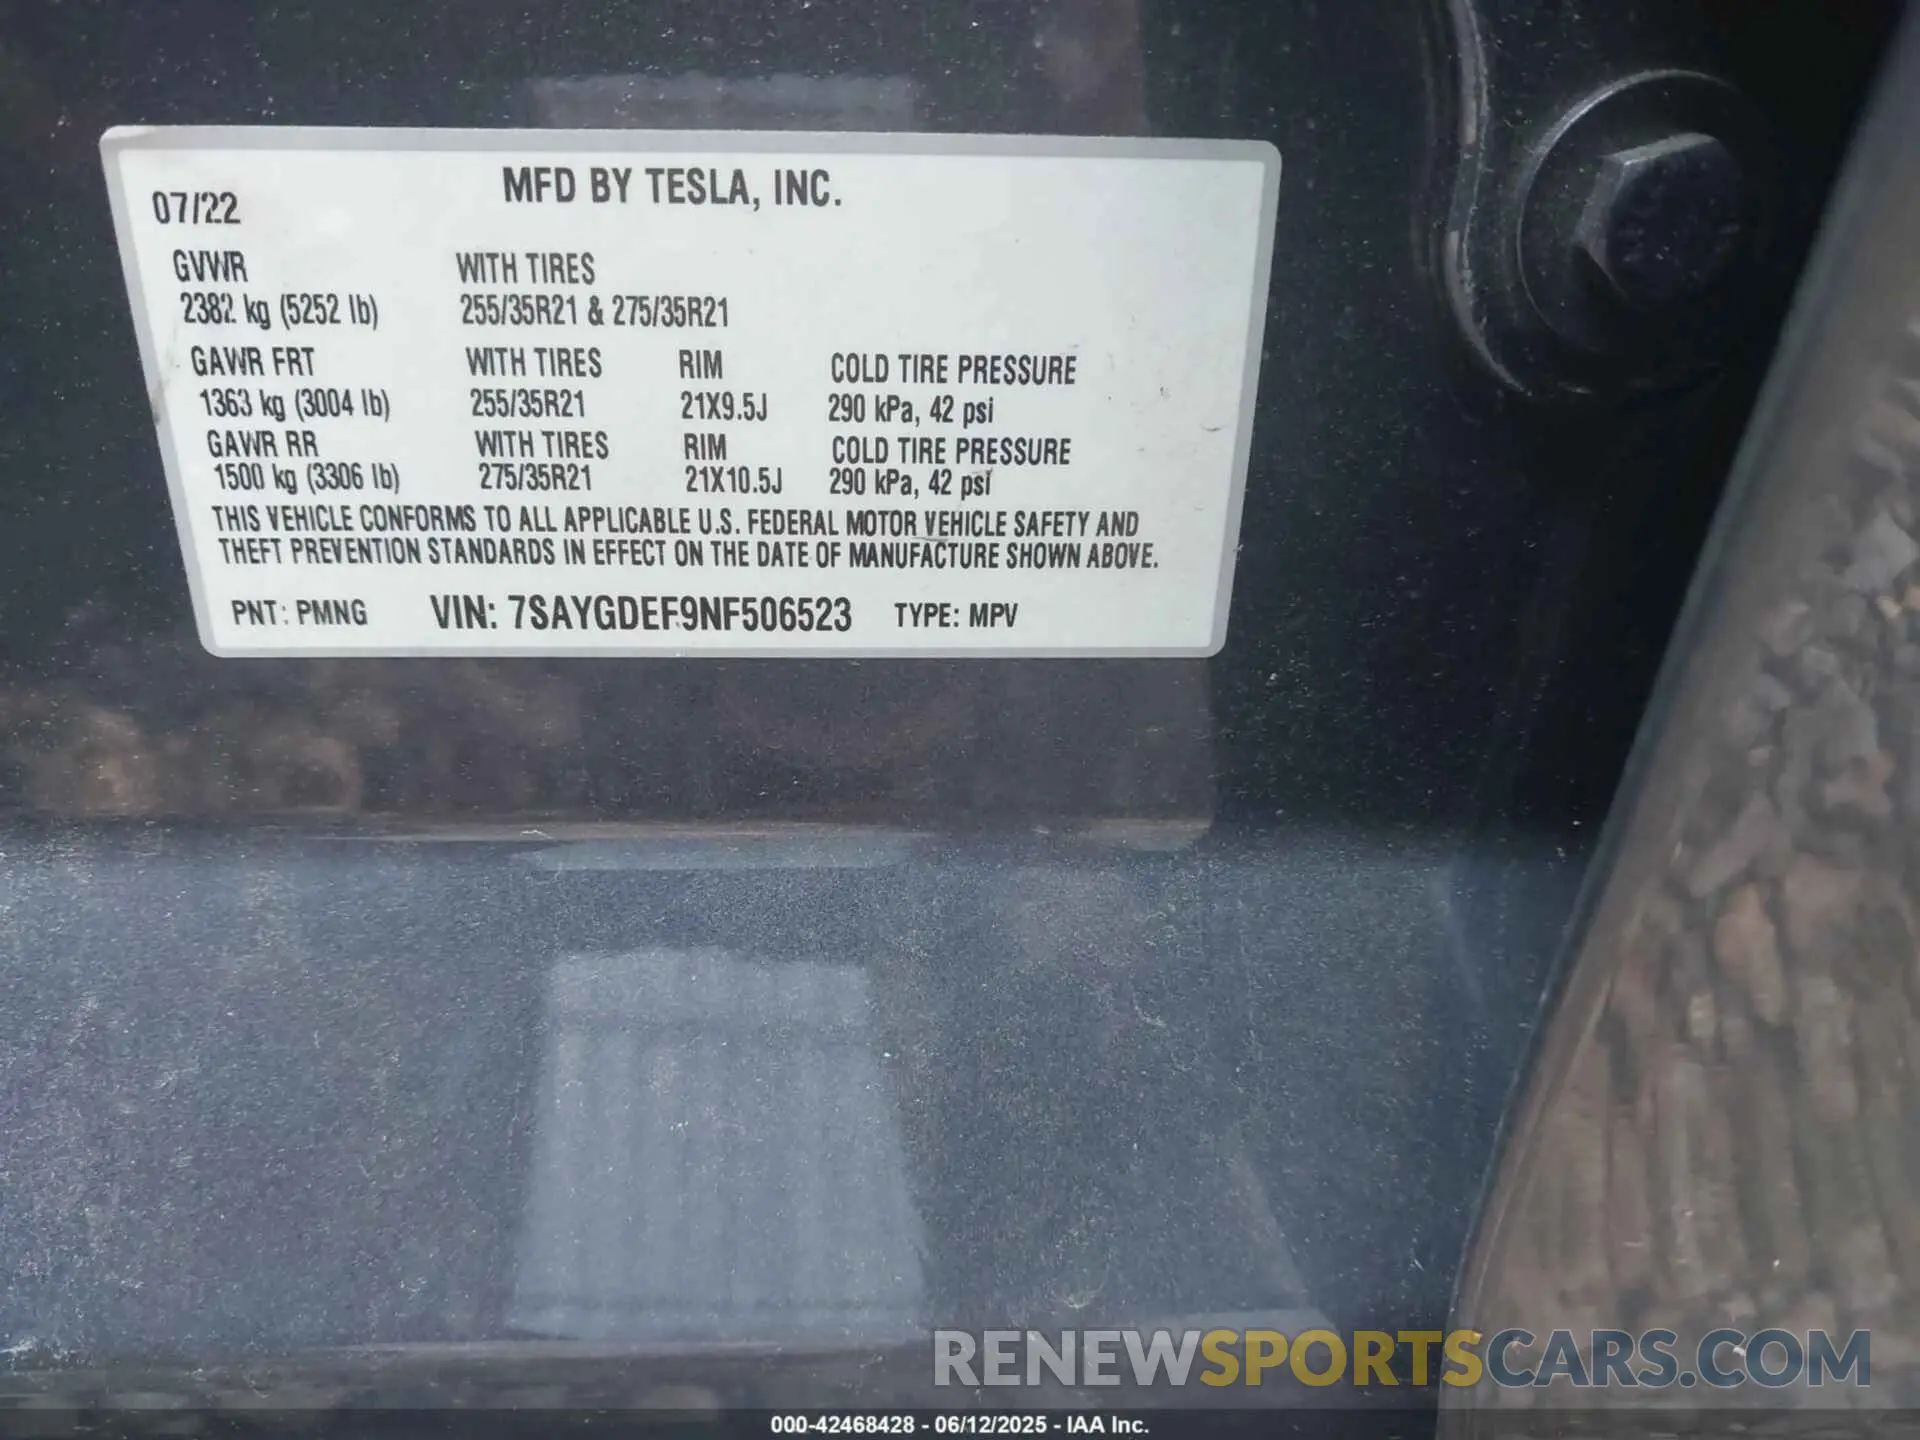 MFD BY TESLA, INC.
07/22
GVWR WITH TIRES
2382 kg (5252 lb) 255/35R21 & 275/35R21
GAWR FRT WITH TIRES RIM COLD TIRE PRESSURE
1363 kg (3004 lb) 255/35R21 21X9.5J 290 kPa, 42 psi
GAWR RR WITH TIRES RIM COLD TIRE PRESSURE
1500 kg (3306 lb) 275/35R21 21X10.5J 290 kPa, 42 psi
THIS VEHICLE CONFORMS TO ALL APPLICABLE U.S. FEDERAL MOTOR VEHICLE SAFETY AND
THEFT PREVENTION STANDARDS IN EFFECT ON THE DATE OF MANUFACTURE SHOWN ABOVE.
PNT: PMNG VIN: 7SAYGDEF9NF506523 TYPE: MPV
RENEWSPORTSCARS.COM
000-42468428 - 06/12/2025 - IAA Inc.